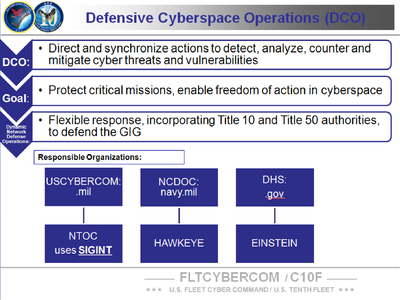 Defensive Cyberspace Operations (DCO)
DCO:
• Direct and synchronize actions to detect, analyze, counter and
mitigate cyber threats and vulnerabilities
Goal:
• Protect critical missions, enable freedom of action in cyberspace
Dynamic
Network
Defense
Operations:
• Flexible response, incorporating Title 10 and Title 50 authorities,
to defend the GIG
Responsible Organizations:
USCYBERCOM:
.mil
NCDOC:
navy.mil
DHS:
.gov
NTOC
uses SIGINT
HAWKEYE
EINSTEIN
FLTCYBERCOM / C10F
★★★ U.S. FLEET CYBER COMMAND / U.S. TENTH FLEET ★★★